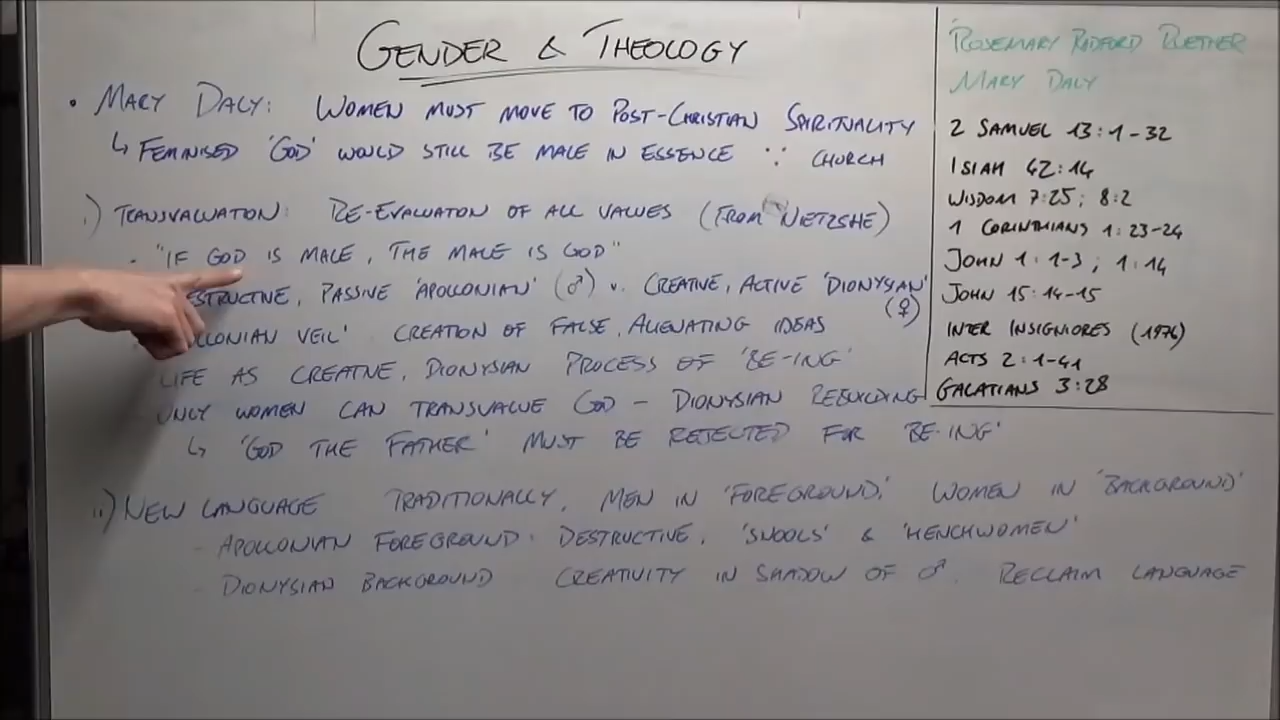 GENDER & THEOLOGY
• MARY DALY: WOMEN MUST MOVE TO POST-CHRISTIAN SPIRITUALITY
↳ FEMINISED 'GOD' WOULD STILL BE MALE IN ESSENCE ∵ CHURCH
i) TRANSVALUATION: RE-EVALUATION OF ALL VALUES (FROM NIETZSHE)
- "IF GOD IS MALE, THE MALE IS GOD"
ESTRUCTIVE, PASSIVE 'APOLLONIAN' (♂) v. CREATIVE, ACTIVE 'DIONYSIAN' (♀)
LLONIAN VEIL' CREATION OF FALSE, ALIENATING IDEAS
LIFE AS CREATIVE, DIONYSIAN PROCESS OF 'BE-ING'
ONLY WOMEN CAN TRANSVALUE GOD - DIONYSIAN REBUILDING
↳ 'GOD THE FATHER' MUST BE REJECTED FOR 'BE-ING'
ii) NEW LANGUAGE TRADITIONALLY, MEN IN 'FOREGROUND', WOMEN IN 'BACKGROUND'
- APOLLONIAN FOREGROUND: DESTRUCTIVE, 'SNOOLS' & 'HENCHWOMEN'
- DIONYSIAN BACKGROUND CREATIVITY IN SHADOW OF ♂. RECLAIM LANGUAGE
ROSEMARY RADFORD RUETHER
MARY DALY
2 SAMUEL 13:1-32
ISIAH 42:14
WISDOM 7:25; 8:2
1 CORINTHIANS 1:23-24
JOHN 1:1-3; 1:14
JOHN 15:14-15
INTER INSIGNIORES (1976)
ACTS 2:1-41
GALATIANS 3:28